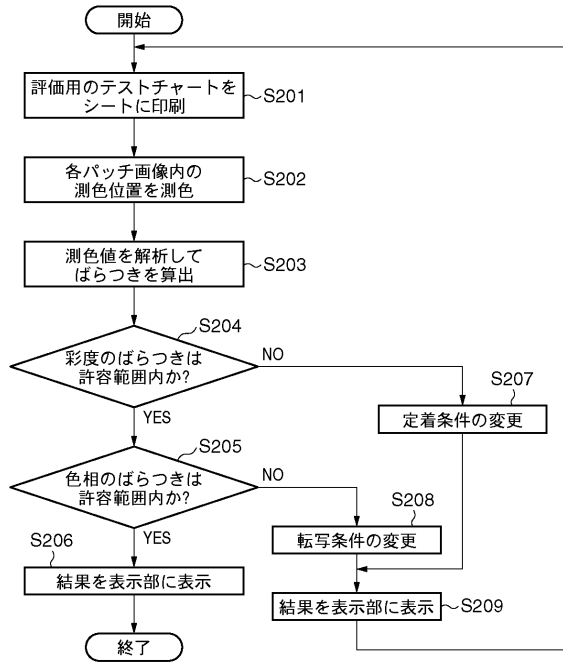 開始
評価用のテストチャートを
シートに印刷
S201
各パッチ画像内の
測色位置を測色
S202
測色値を解析して
ばらつきを算出
S203
S204
彩度のばらつきは
許容範囲内か?
NO
YES
S207
定着条件の変更
S205
色相のばらつきは
許容範囲内か?
NO
YES
S208
転写条件の変更
S206
結果を表示部に表示
結果を表示部に表示
S209
終了